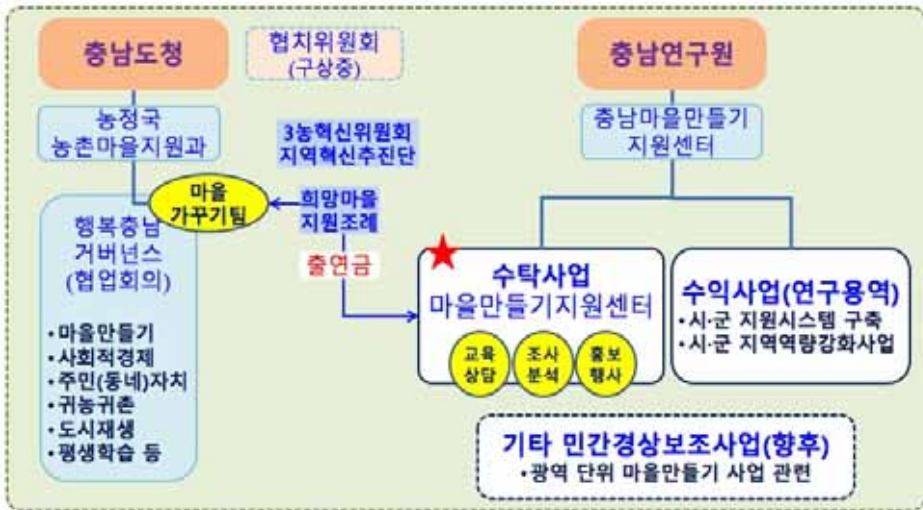 충남도청
협치위원회
(구상중)
충남연구원
농정국
농촌마을지원과
3농혁신위원회
지역혁신추진단
충남마을만들기
지원센터
마을
가꾸기팀
희망마을
지원조례
출연금
행복충남
거버넌스
(협업회의)
•마을만들기
•사회적경제
•주민(동네)자치
•귀농귀촌
•도시재생
•평생학습 등
수탁사업
마을만들기지원센터
교육
상담
조사
분석
홍보
행사
수익사업(연구용역)
•시·군 지원시스템 구축
•시·군 지역역량강화사업
기타 민간경상보조사업(향후)
•광역 단위 마을만들기 사업 관련